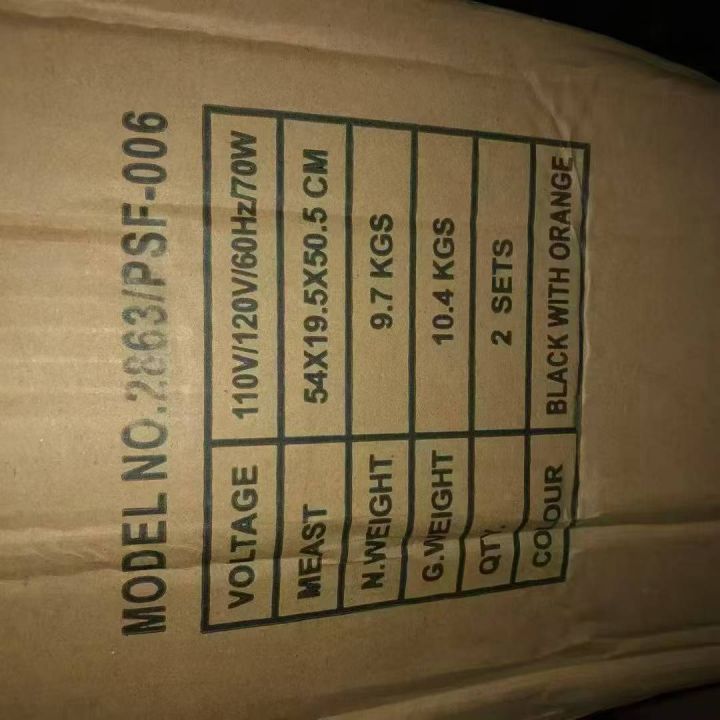 MODEL NO.2863/PSF-006
VOLTAGE 110V/120V/60Hz/70W
MEAST 54X19.5X50.5 CM
N.WEIGHT 9.7 KGS
G.WEIGHT 10.4 KGS
QTY. 2 SETS
COLOUR BLACK WITH ORANGE